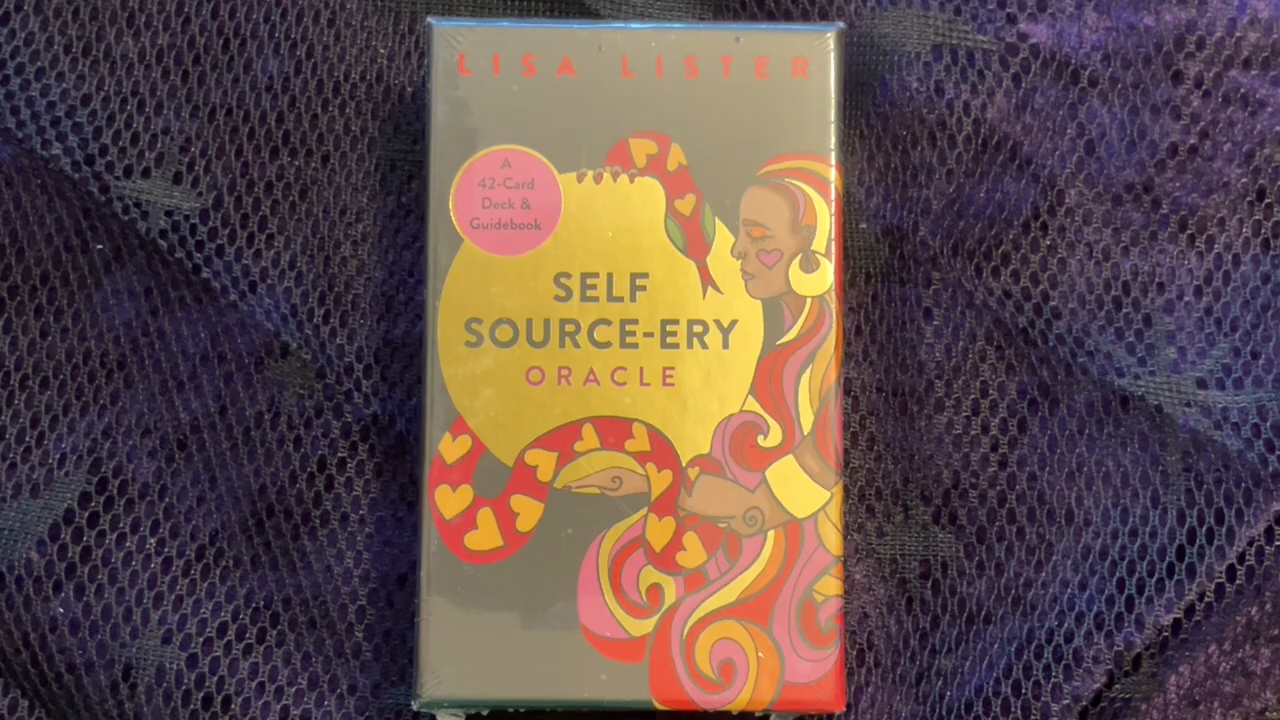 LISA LISTER
A
42-Card
Deck &
Guidebook
SELF
SOURCE-ERY
ORACLE